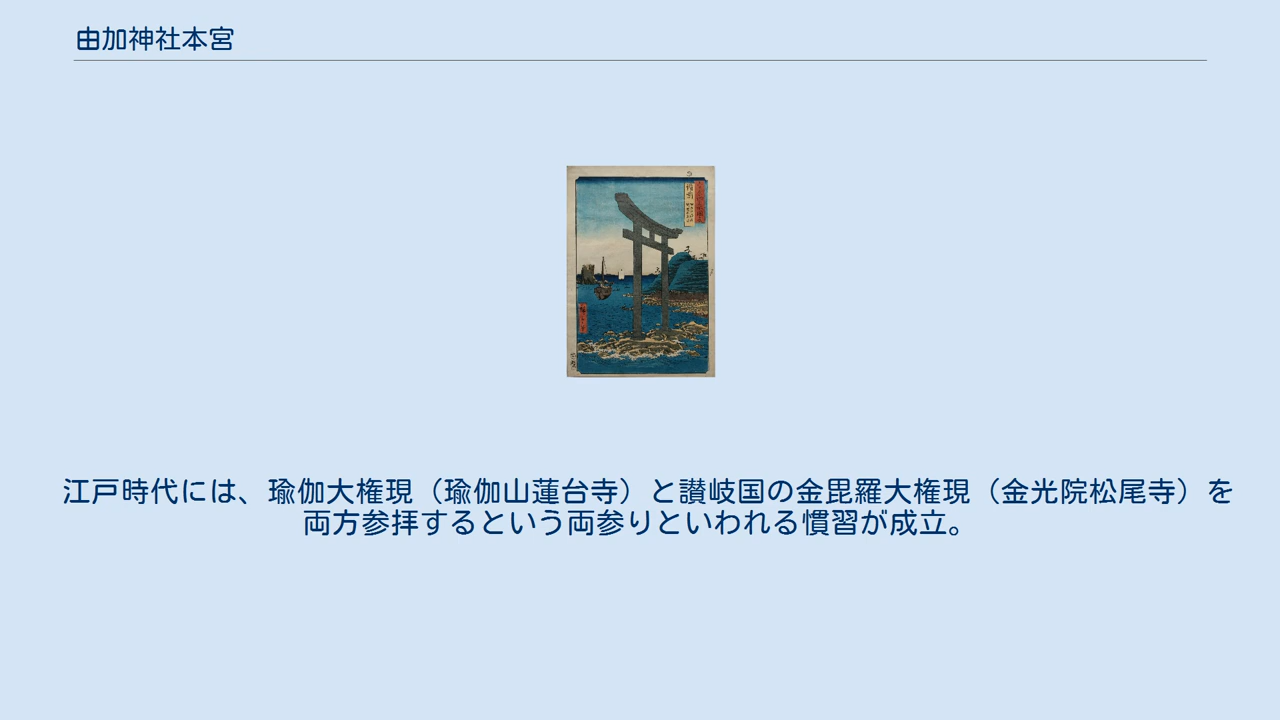 由加神社本宮
江戸時代には、瑜伽大権現（瑜伽山蓮台寺）と讃岐国の金毘羅大権現（金光院松尾寺）を
両方参拝するという両参りといわれる慣習が成立。